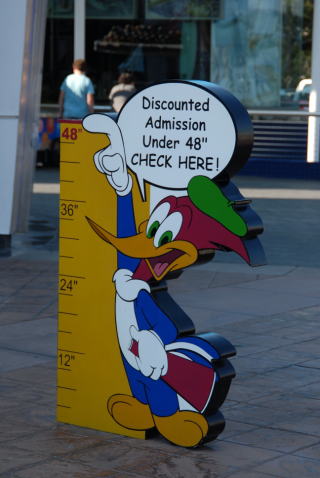 Discounted
Admission
Under 48"
CHECK HERE!
48"
36"
24"
12"